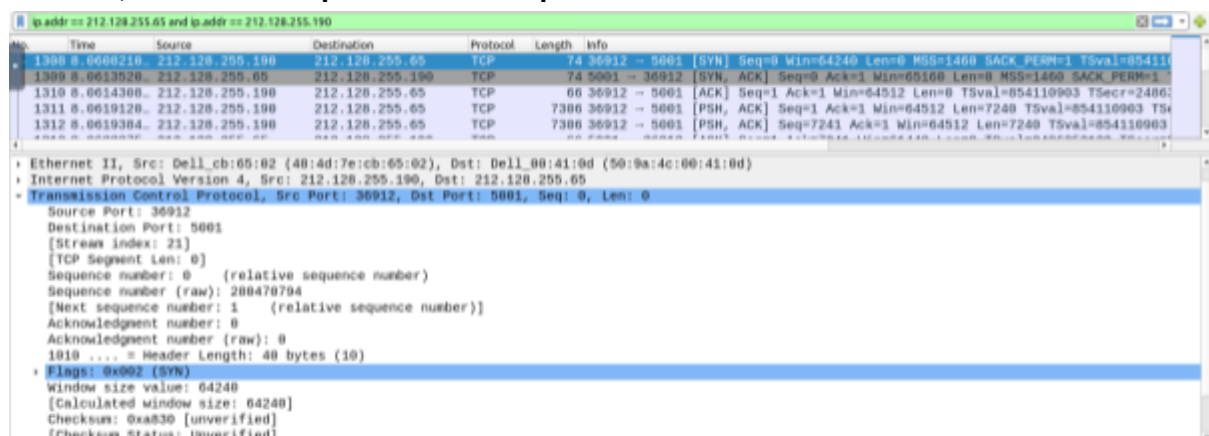 ip.addr == 212.128.255.65 and ip.addr == 212.128.255.190
No. Time Source Destination Protocol Length Info
1308 8.0608210… 212.128.255.190 212.128.255.65 TCP 74 36912 → 5001 [SYN] Seq=0 Win=64240 Len=0 MSS=1460 SACK_PERM=1 TSval=85411
1309 8.0613520… 212.128.255.65 212.128.255.190 TCP 74 5001 → 36912 [SYN, ACK] Seq=0 Ack=1 Win=65160 Len=0 MSS=1460 SACK_PERM=1
1310 8.0614308… 212.128.255.190 212.128.255.65 TCP 66 36912 → 5001 [ACK] Seq=1 Ack=1 Win=64512 Len=0 TSval=854110903 TSecr=2486
1311 8.0619120… 212.128.255.190 212.128.255.65 TCP 7306 36912 → 5001 [PSH, ACK] Seq=1 Ack=1 Win=64512 Len=7240 TSval=854110903 TSe
1312 8.0619384… 212.128.255.190 212.128.255.65 TCP 7306 36912 → 5001 [PSH, ACK] Seq=7241 Ack=1 Win=64512 Len=7240 TSval=854110903
Ethernet II, Src: Dell_cb:65:02 (48:4d:7e:cb:65:02), Dst: Dell_00:41:0d (50:9a:4c:00:41:0d)
Internet Protocol Version 4, Src: 212.128.255.190, Dst: 212.128.255.65
Transmission Control Protocol, Src Port: 36912, Dst Port: 5001, Seq: 0, Len: 0
Source Port: 36912
Destination Port: 5001
[Stream index: 21]
[TCP Segment Len: 0]
Sequence number: 0 (relative sequence number)
Sequence number (raw): 280470794
[Next sequence number: 1 (relative sequence number)]
Acknowledgment number: 0
Acknowledgment number (raw): 0
1010 .... = Header Length: 40 bytes (10)
Flags: 0x002 (SYN)
Window size value: 64240
[Calculated window size: 64240]
Checksum: 0xa830 [unverified]
[Checksum Status: Unverified]